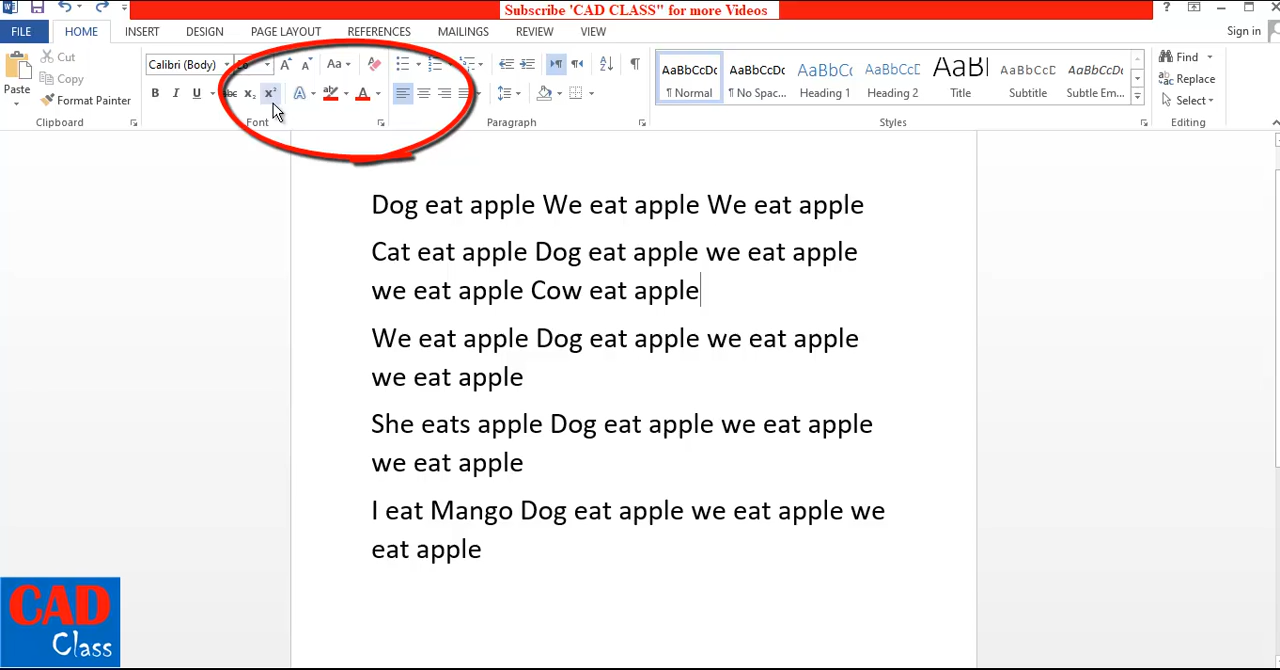 Subscribe 'CAD CLASS" for more Videos
FILE HOME INSERT DESIGN PAGE LAYOUT REFERENCES MAILINGS REVIEW VIEW Sign in
Cut
Copy
Format Painter
Paste
Clipboard
Calibri (Body)
Aa
Font
Paragraph
AaBbCcDc AaBbCcDc AaBbCc AaBbCcD AaBl AaBbCcD AaBbCcDc
¶ Normal ¶ No Spac... Heading 1 Heading 2 Title Subtitle Subtle Em...
Styles
Find
Replace
Select
Editing
Dog eat apple We eat apple We eat apple
Cat eat apple Dog eat apple we eat apple
we eat apple Cow eat apple
We eat apple Dog eat apple we eat apple
we eat apple
She eats apple Dog eat apple we eat apple
we eat apple
I eat Mango Dog eat apple we eat apple we
eat apple
CAD
Class